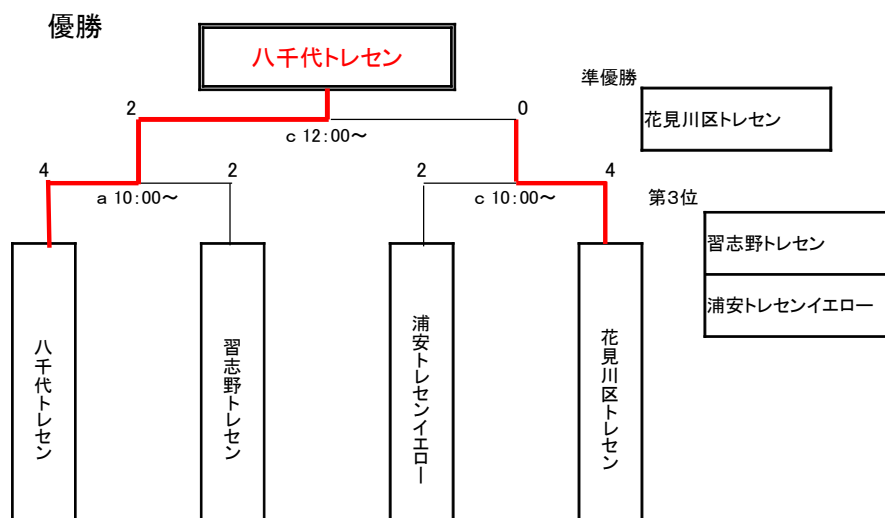 優勝
八千代トレセン
準優勝
花見川区トレセン
2
0
c 12:00～
4
2
2
4
a 10:00～
c 10:00～
第3位
習志野トレセン
浦安トレセンイエロー
八千代トレセン
習志野トレセン
浦安トレセンイエロー
花見川区トレセン